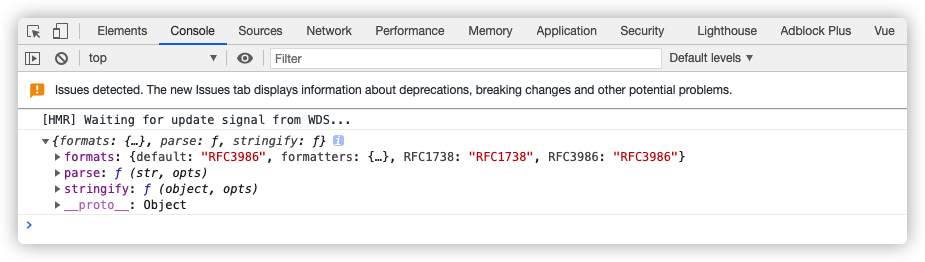 Elements Console Sources Network Performance Memory Application Security Lighthouse Adblock Plus Vue
top Filter Default levels ▼
Issues detected. The new Issues tab displays information about deprecations, breaking changes and other potential problems.
[HMR] Waiting for update signal from WDS...
▼{formats: {…}, parse: ƒ, stringify: ƒ} i
▶formats: {default: "RFC3986", formatters: {…}, RFC1738: "RFC1738", RFC3986: "RFC3986"}
▶parse: ƒ (str, opts)
▶stringify: ƒ (object, opts)
▶__proto__: Object